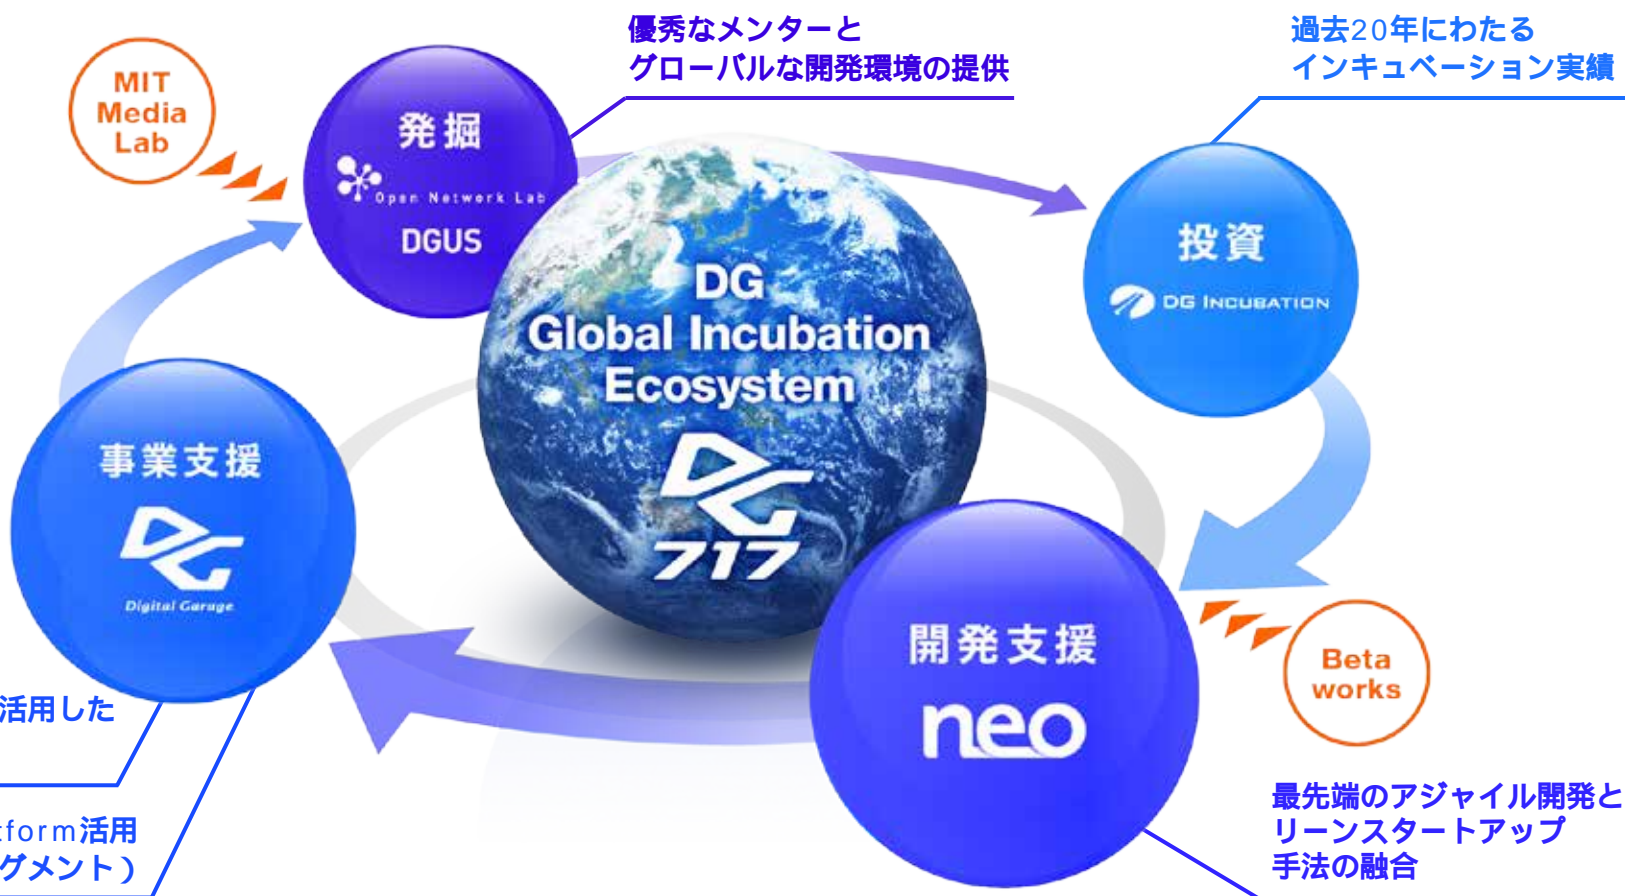 優秀なメンターと
グローバルな開発環境の提供
過去20年にわたる
インキュベーション実績
MIT
Media
Lab
発掘
Open Network Lab
DGUS
投資
DG INCUBATION
DG
Global Incubation
Ecosystem
DG
717
事業支援
DG
Digital Garage
開発支援
neo
Beta
works
活用した
tform活用
グメント）
最先端のアジャイル開発と
リーンスタートアップ
手法の融合